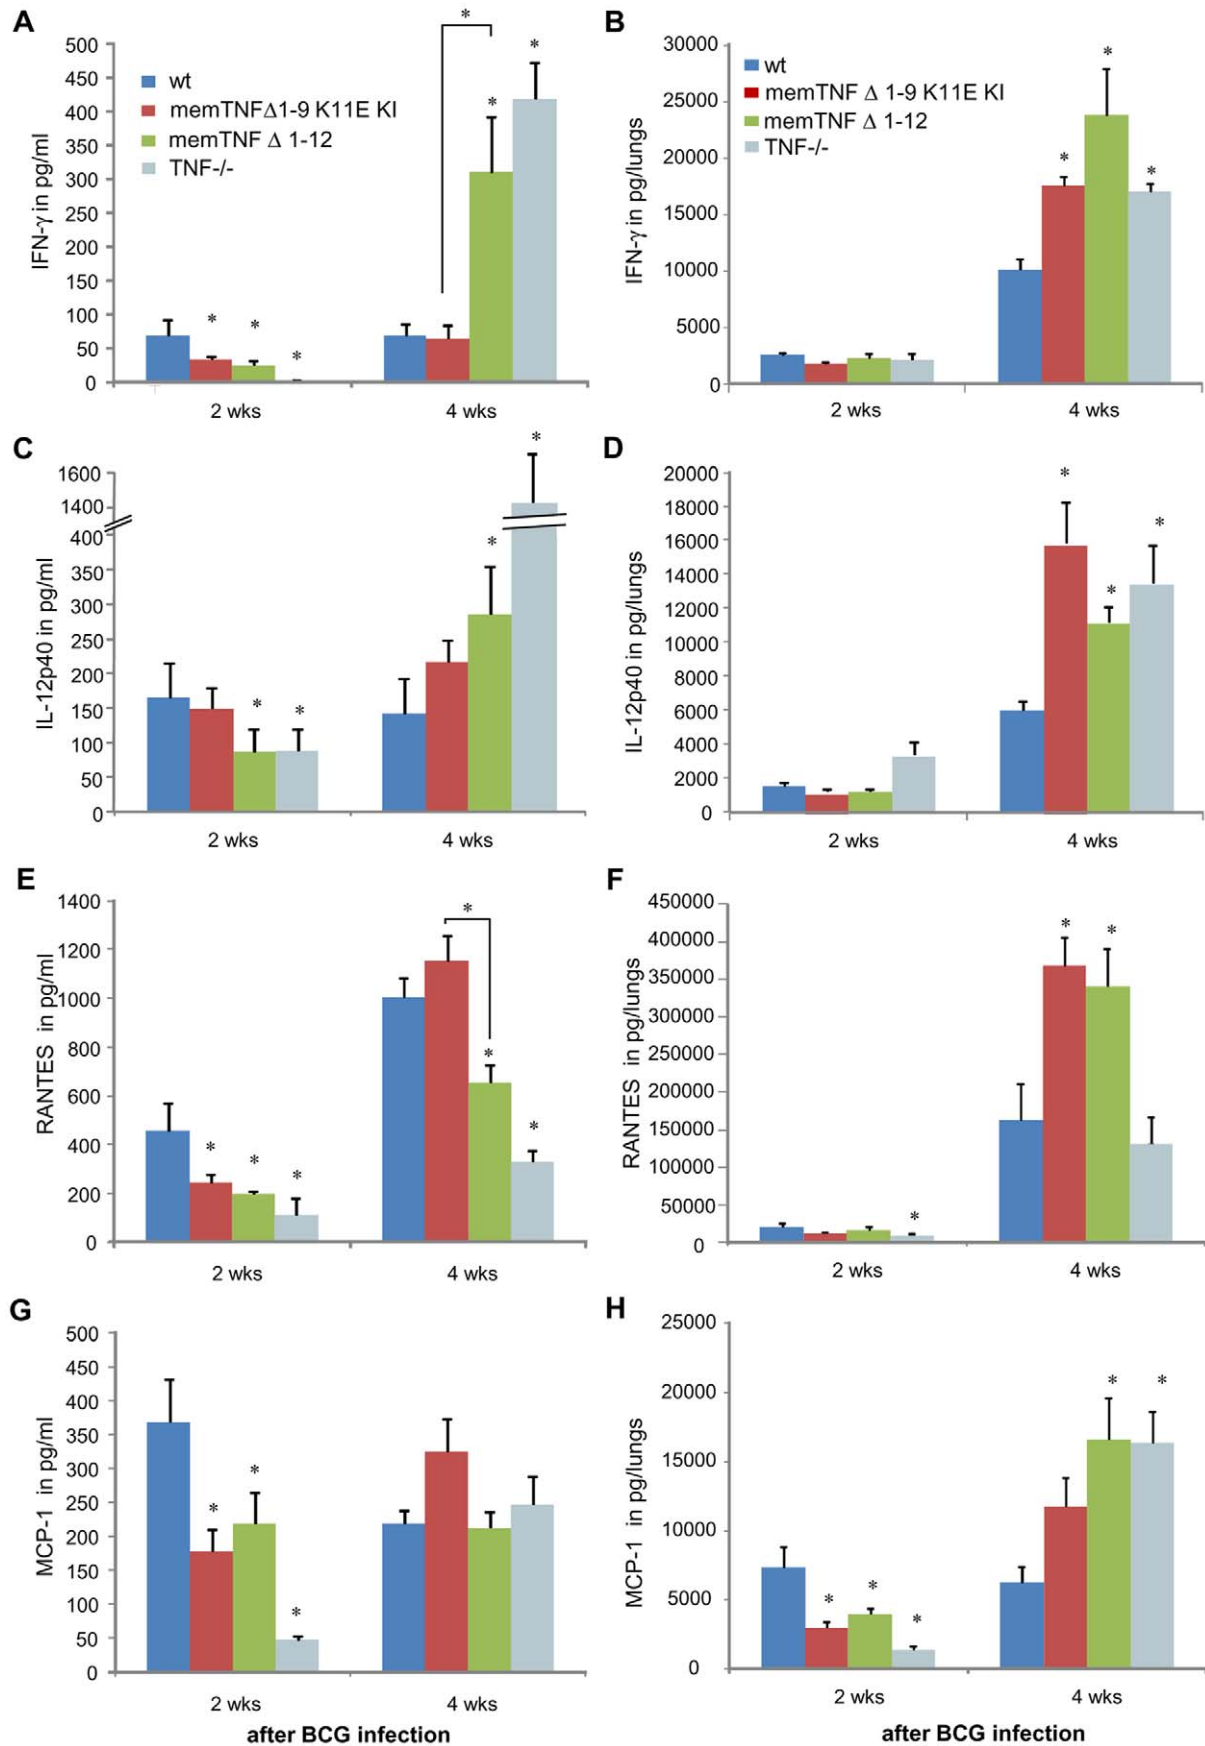 A
*
500
450
400
350
300
250
200
150
100
50
0
IFN-γ in pg/ml
wt
memTNFΔ1-9 K11E KI
memTNF Δ 1-12
TNF-/-
* * *
* *
2 wks
4 wks
B
30000
25000
20000
15000
10000
5000
0
IFN-γ in pg/lungs
wt
memTNF Δ 1-9 K11E KI
memTNF Δ 1-12
TNF-/-
* * *
2 wks
4 wks
C
1600
1400
400
350
300
250
200
150
100
50
0
IL-12p40 in pg/ml
* *
* *
2 wks
4 wks
D
20000
18000
16000
14000
12000
10000
8000
6000
4000
2000
0
IL-12p40 in pg/lungs
* * *
2 wks
4 wks
E
1400
1200
1000
800
600
400
200
0
RANTES in pg/ml
* * *
*
* *
2 wks
4 wks
F
450000
400000
350000
300000
250000
200000
150000
100000
50000
0
RANTES in pg/lungs
*
* *
2 wks
4 wks
G
500
450
400
350
300
250
200
150
100
50
0
MCP-1 in pg/ml
* * *
2 wks
4 wks
after BCG infection
H
25000
20000
15000
10000
5000
0
MCP-1 in pg/lungs
* * *
* *
2 wks
4 wks
after BCG infection